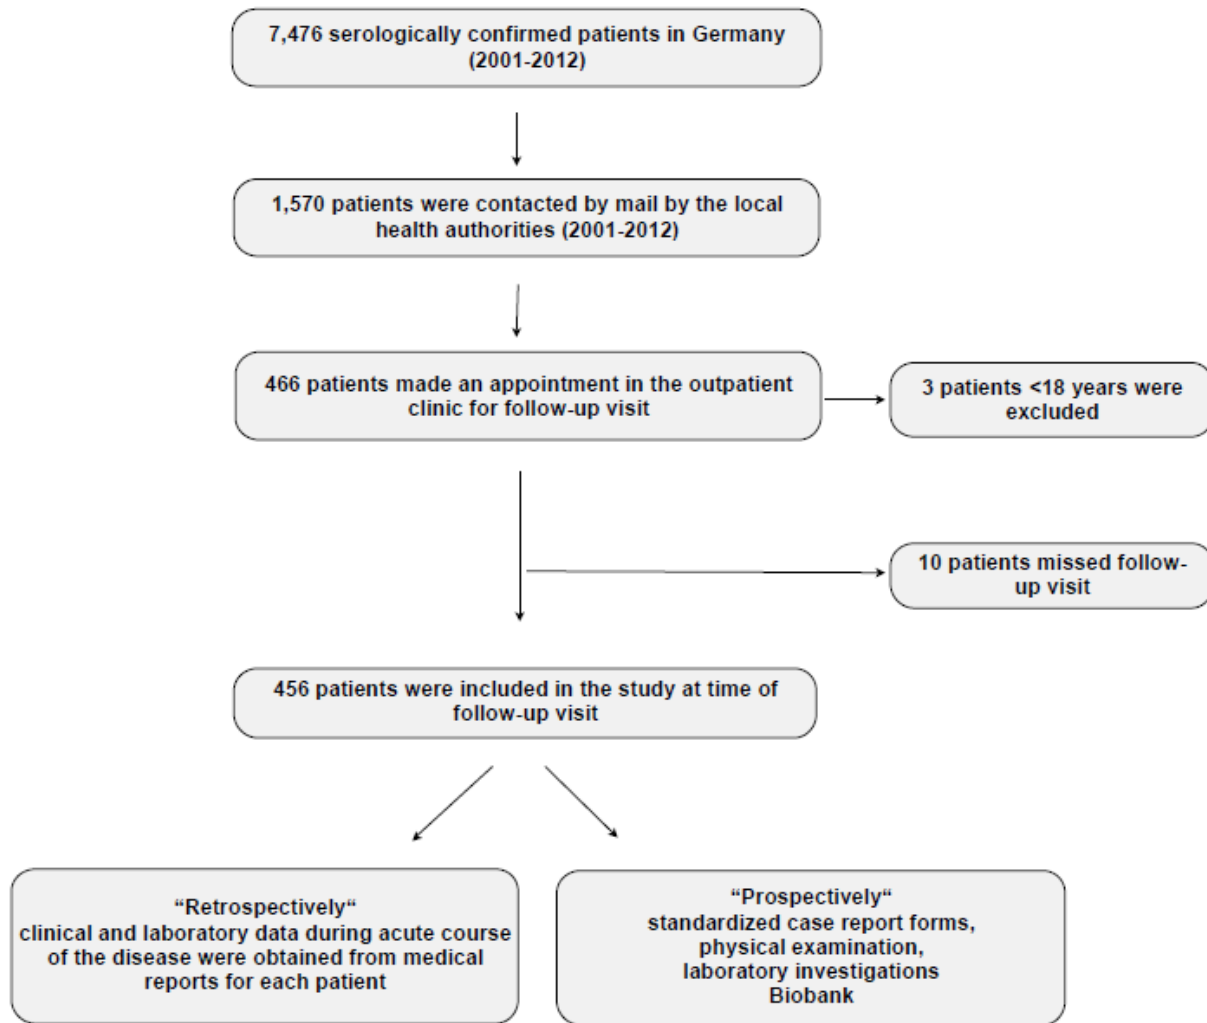 7,476 serologically confirmed patients in Germany
(2001-2012)
1,570 patients were contacted by mail by the local
health authorities (2001-2012)
466 patients made an appointment in the outpatient
clinic for follow-up visit
3 patients <18 years were
excluded
10 patients missed follow-
up visit
456 patients were included in the study at time of
follow-up visit
“Retrospectively“
clinical and laboratory data during acute course
of the disease were obtained from medical
reports for each patient
“Prospectively“
standardized case report forms,
physical examination,
laboratory investigations
Biobank